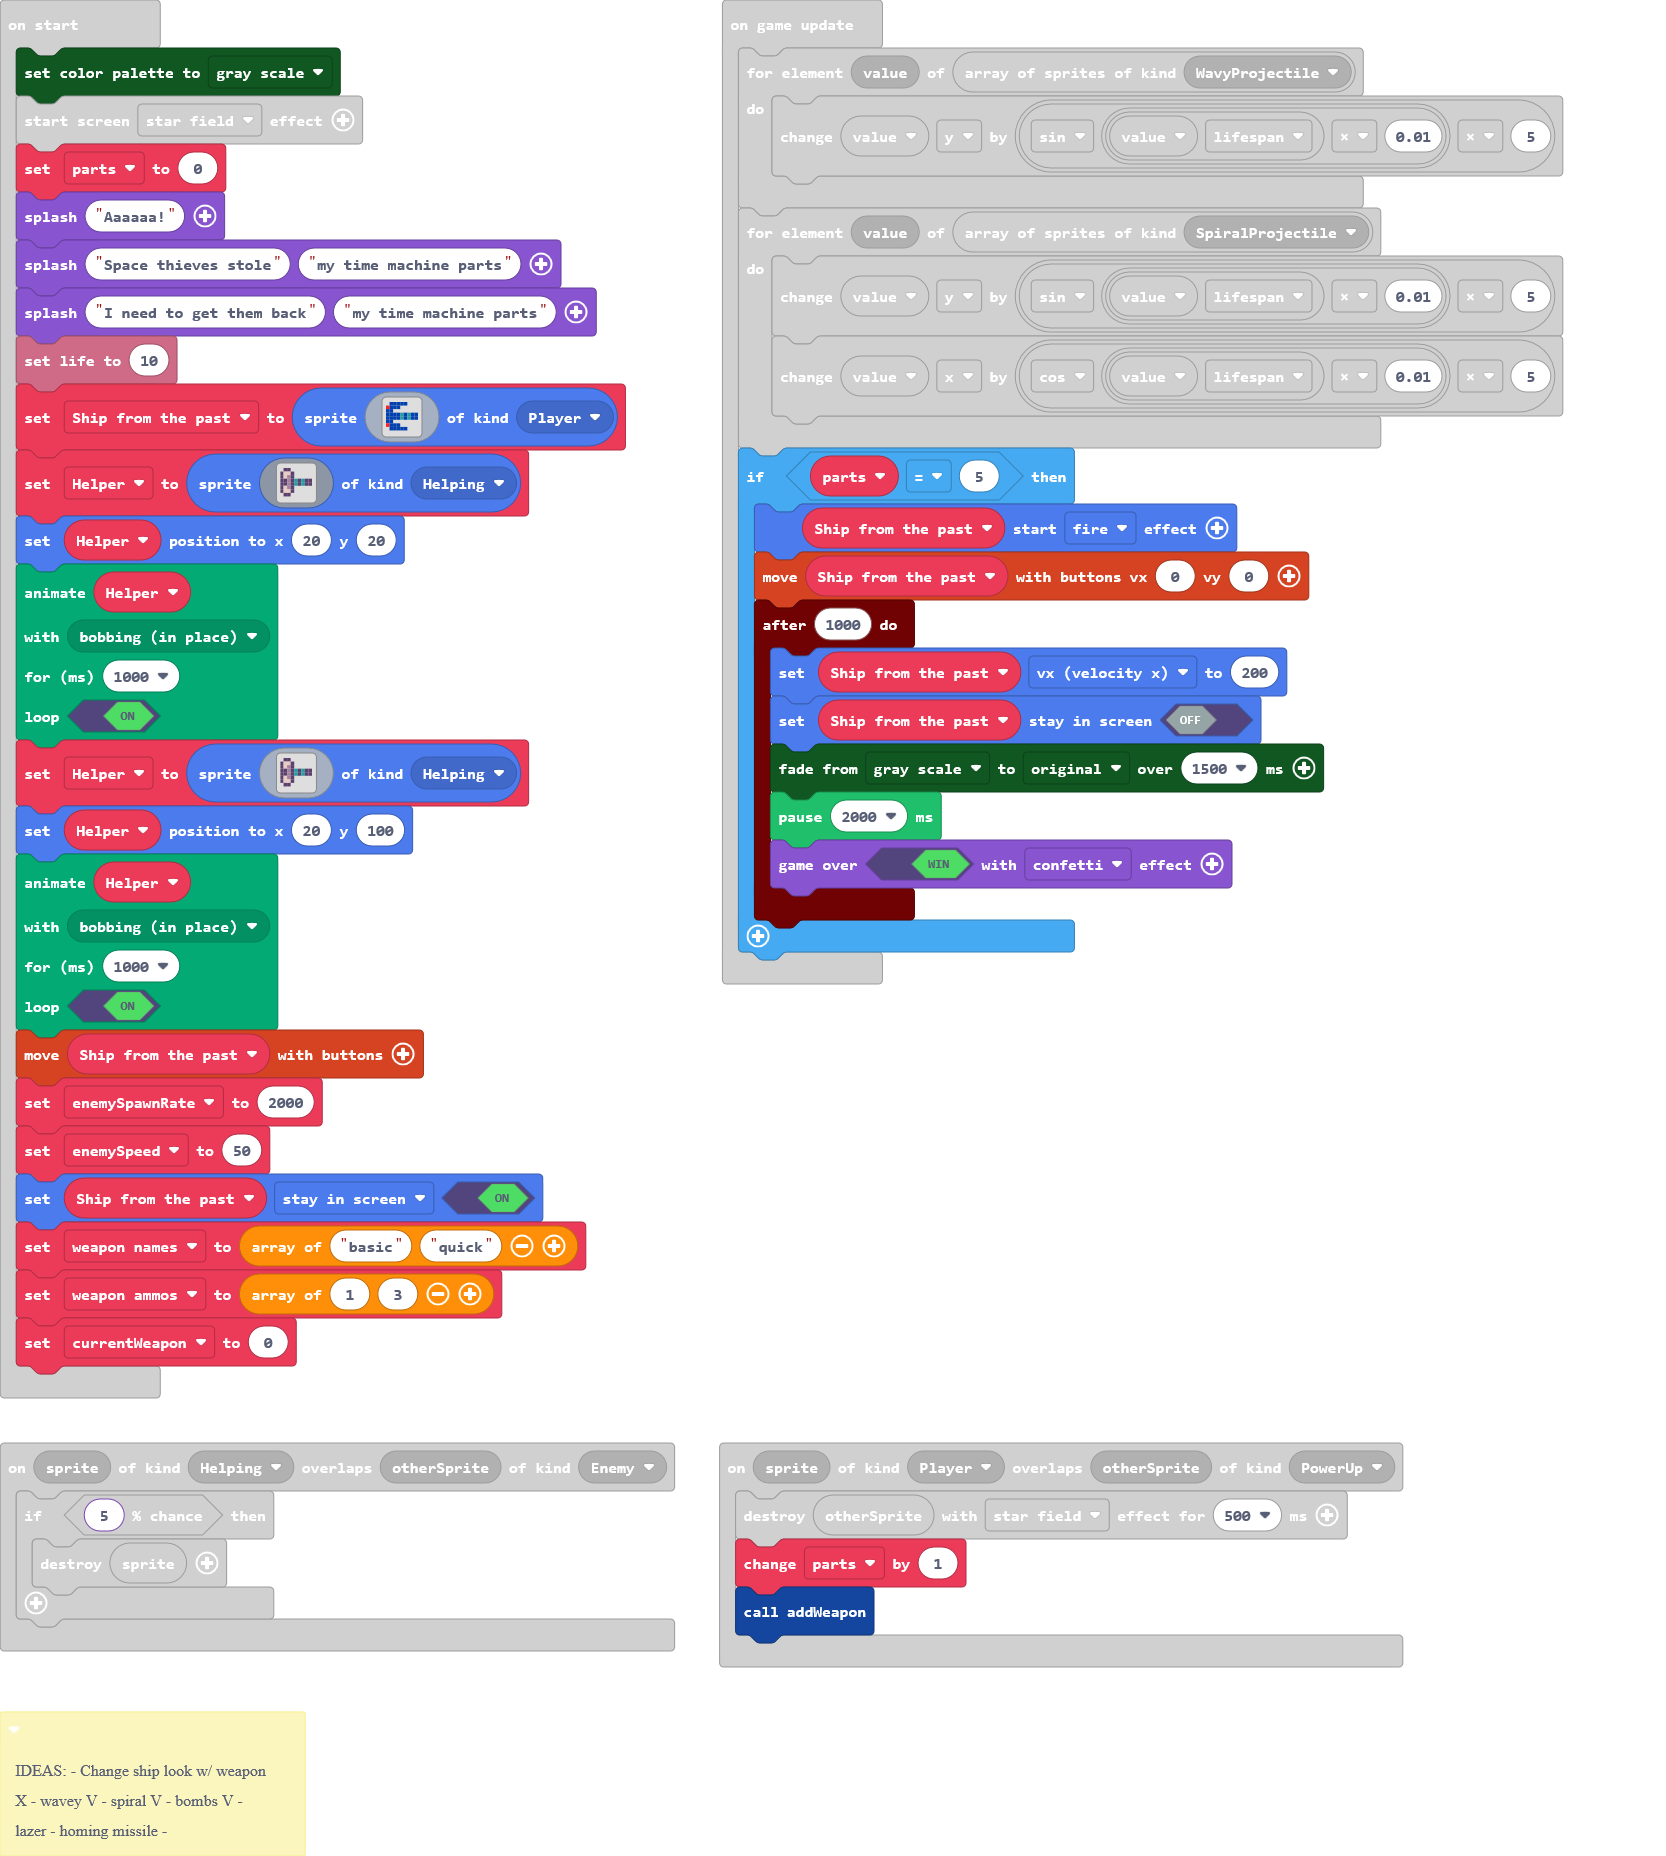 on start
set color palette to gray scale
start screen star field effect
set parts to 0
splash "Aaaaaa!"
splash "Space thieves stole" "my time machine parts"
splash "I need to get them back" "my time machine parts"
set life to 10
set Ship from the past to sprite of kind Player
set Helper to sprite of kind Helping
set Helper position to x 20 y 20
animate Helper
with bobbing (in place)
for (ms) 1000
loop ON
set Helper to sprite of kind Helping
set Helper position to x 20 y 100
animate Helper
with bobbing (in place)
for (ms) 1000
loop ON
move Ship from the past with buttons
set enemySpawnRate to 2000
set enemySpeed to 50
set Ship from the past stay in screen ON
set weapon names to array of "basic" "quick"
set weapon ammos to array of 1 3
set currentWeapon to 0
on game update
for element value of array of sprites of kind WavyProjectile
do
change value y by sin value lifespan × 0.01 × 5
for element value of array of sprites of kind SpiralProjectile
do
change value y by sin value lifespan × 0.01 × 5
change value x by cos value lifespan × 0.01 × 5
if parts = 5 then
Ship from the past start fire effect
move Ship from the past with buttons vx 0 vy 0
after 1000 do
set Ship from the past vx (velocity x) to 200
set Ship from the past stay in screen OFF
fade from gray scale to original over 1500 ms
pause 2000 ms
game over WIN with confetti effect
on sprite of kind Helping overlaps otherSprite of kind Enemy
if 5 % chance then
destroy sprite
on sprite of kind Player overlaps otherSprite of kind PowerUp
destroy otherSprite with star field effect for 500 ms
change parts by 1
call addWeapon
IDEAS: - Change ship look w/ weapon
X - wavey V - spiral V - bombs V -
lazer - homing missile -